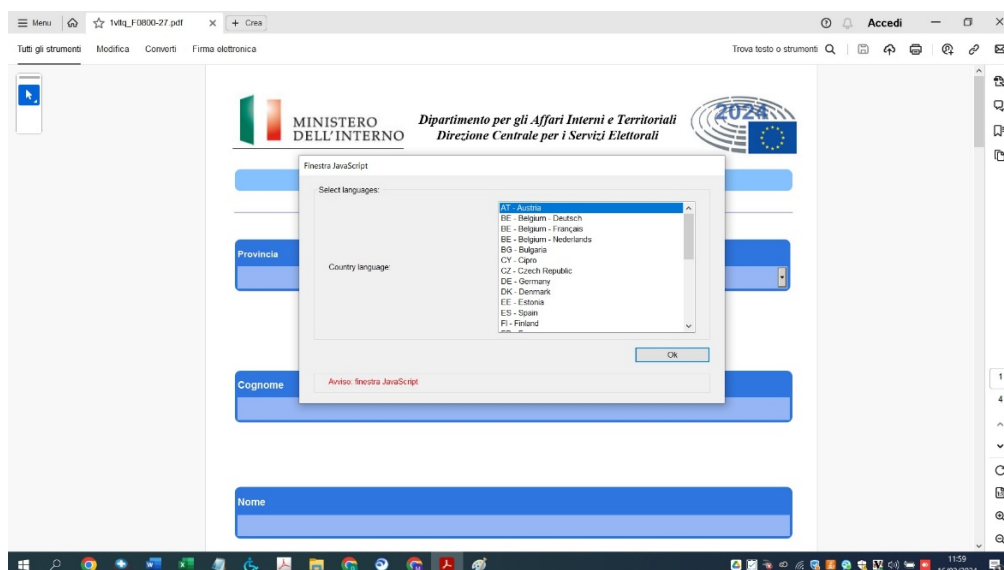 Menu
1vltq_F0800-27.pdf
+ Crea
Accedi
Tutti gli strumenti Modifica Converti Firma elettronica
Trova testo o strumenti
MINISTERO
DELL'INTERNO
Dipartimento per gli Affari Interni e Territoriali
Direzione Centrale per i Servizi Elettorali
2024
Finestra JavaScript
Select languages:
Country language:
AT - Austria
BE - Belgium - Deutsch
BE - Belgium - Français
BE - Belgium - Nederlands
BG - Bulgaria
CY - Cipro
CZ - Czech Republic
DE - Germany
DK - Denmark
EE - Estonia
ES - Spain
FI - Finland
Ok
Avviso: finestra JavaScript
Provincia
Cognome
Nome
1
4
11:59